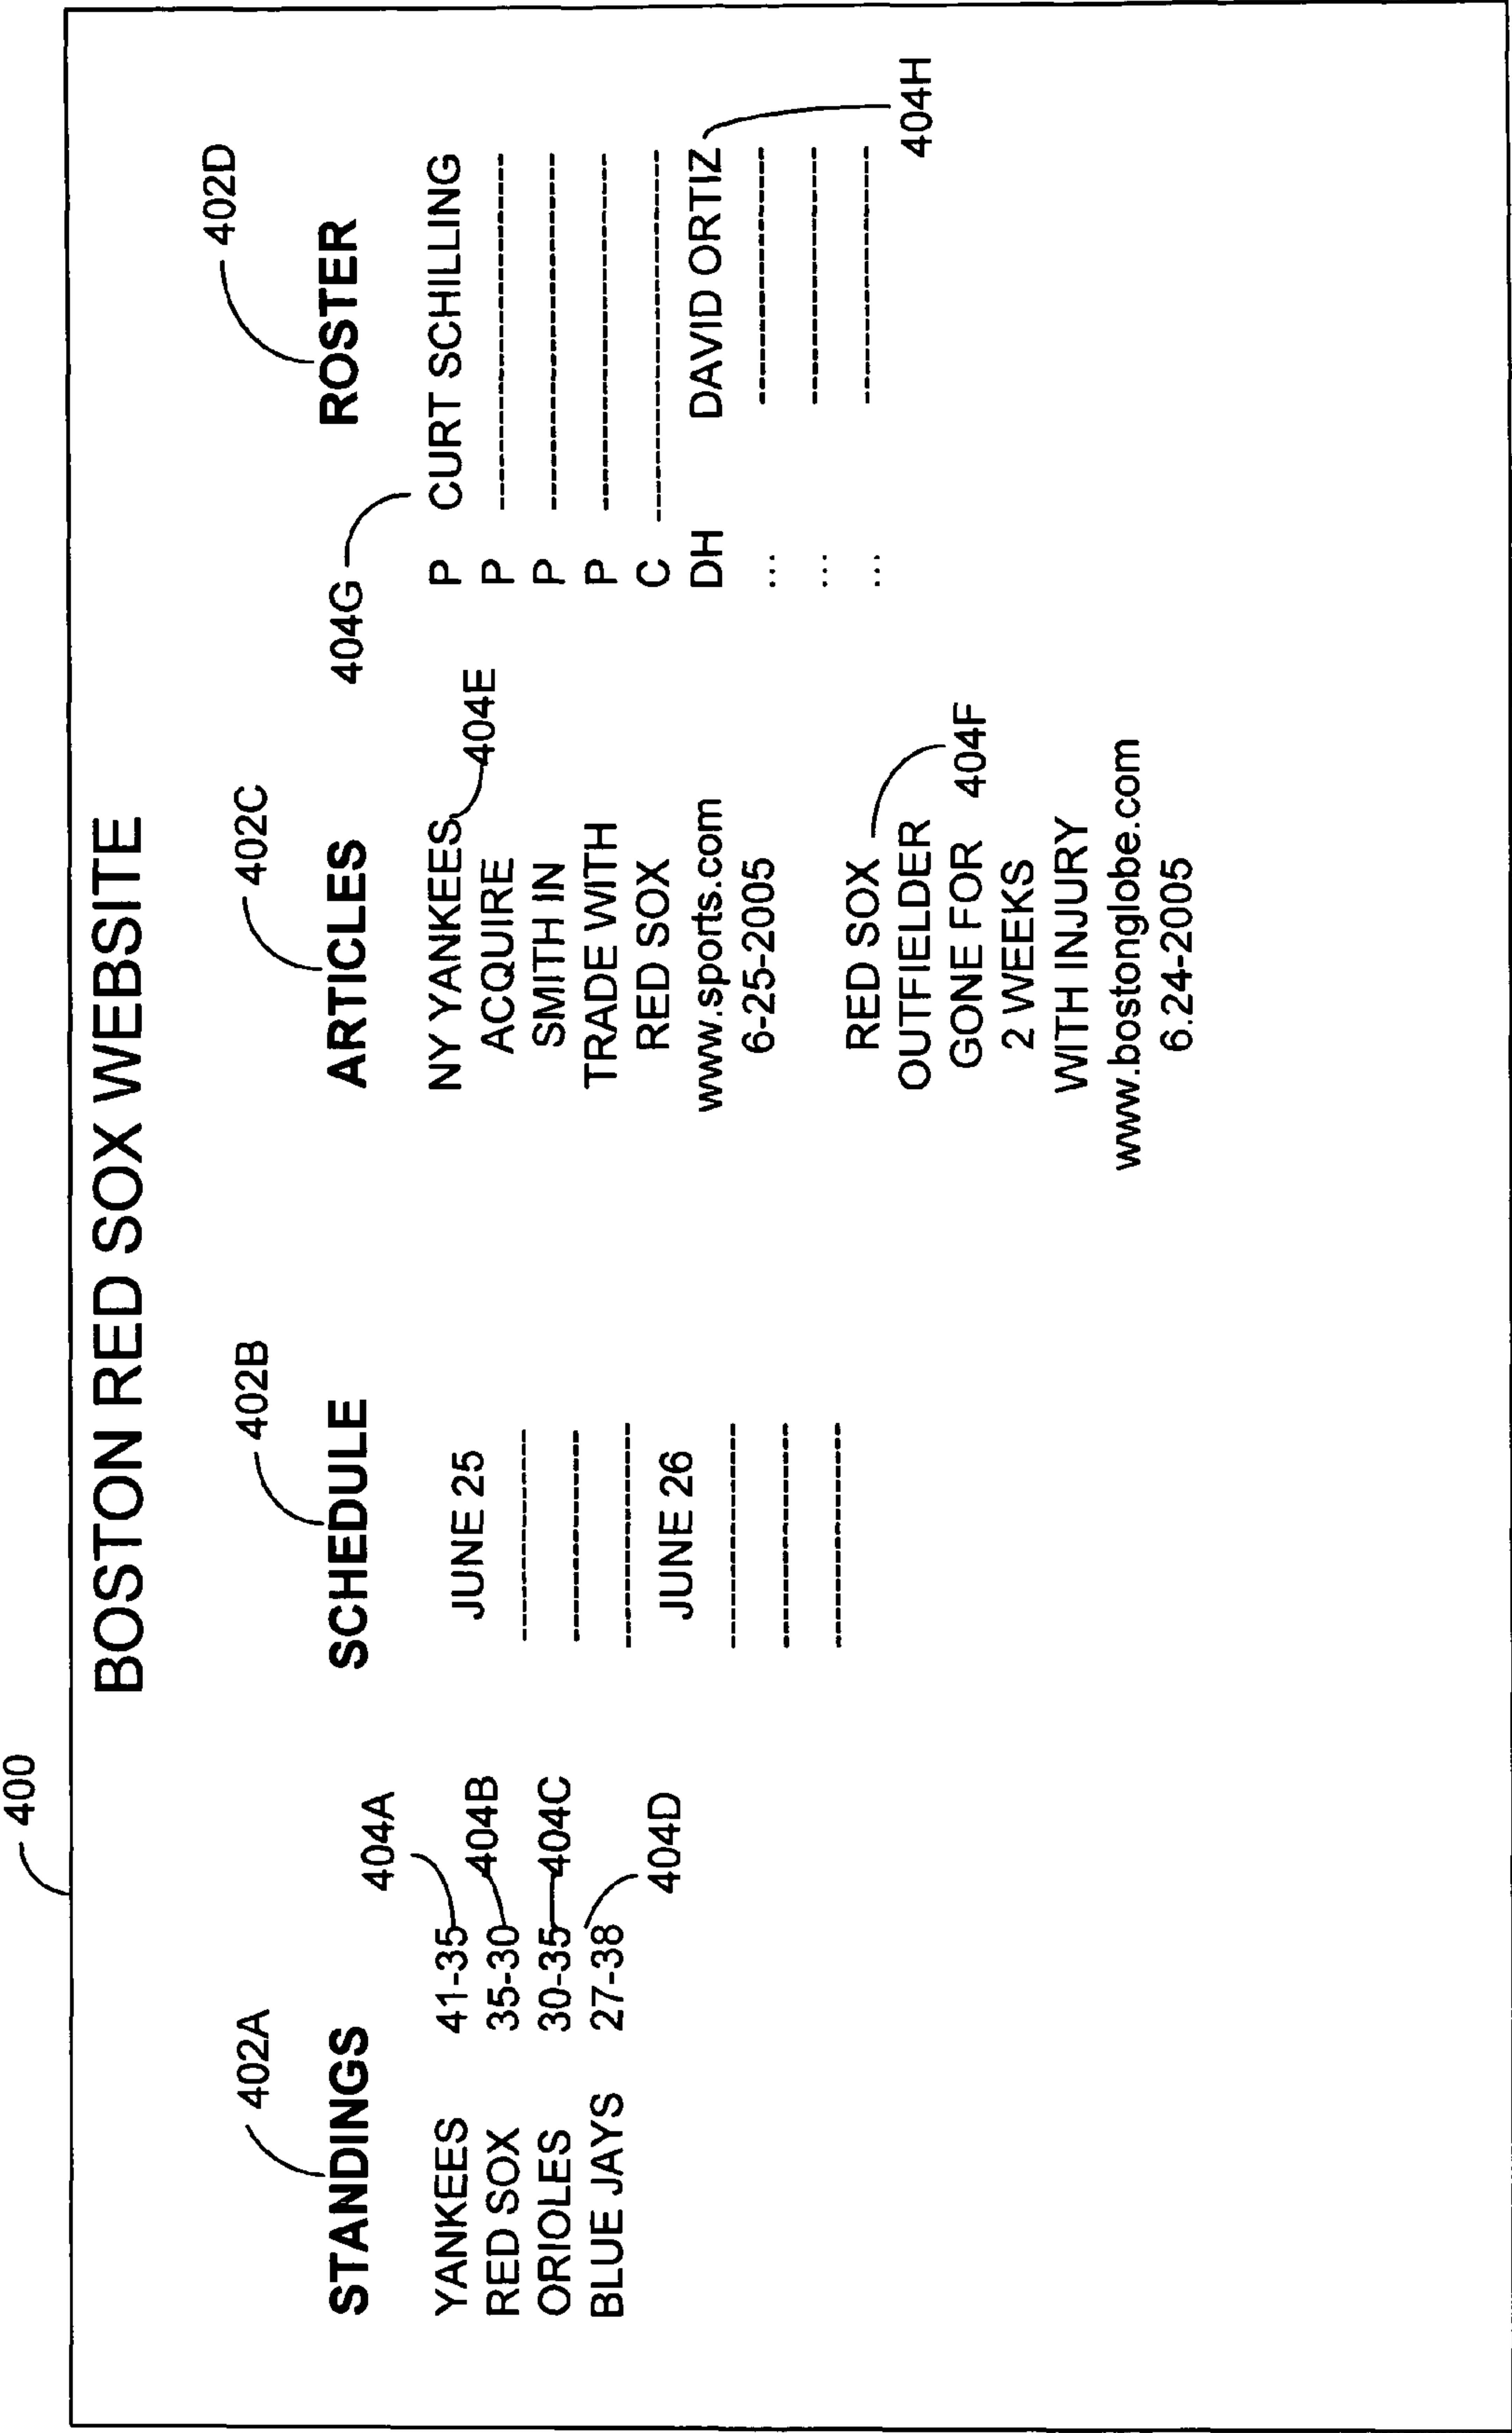 400
BOSTON RED SOX WEBSITE
402A
STANDINGS
404A
YANKEES 41-35
RED SOX 35-30 404B
ORIOLES 30-35 404C
BLUE JAYS 27-38
404D
402B
SCHEDULE
JUNE 25
JUNE 26
402C
ARTICLES
NY YANKEES
404E
ACQUIRE
SMITH IN
TRADE WITH
RED SOX
www.sports.com
6-25-2005
RED SOX
OUTFIELDER
GONE FOR 404F
2 WEEKS
WITH INJURY
www.bostonglobe.com
6.24-2005
402D
ROSTER
404G
P CURT SCHILLING
P
P
P
C
DH DAVID ORTIZ
...
...
...
404H